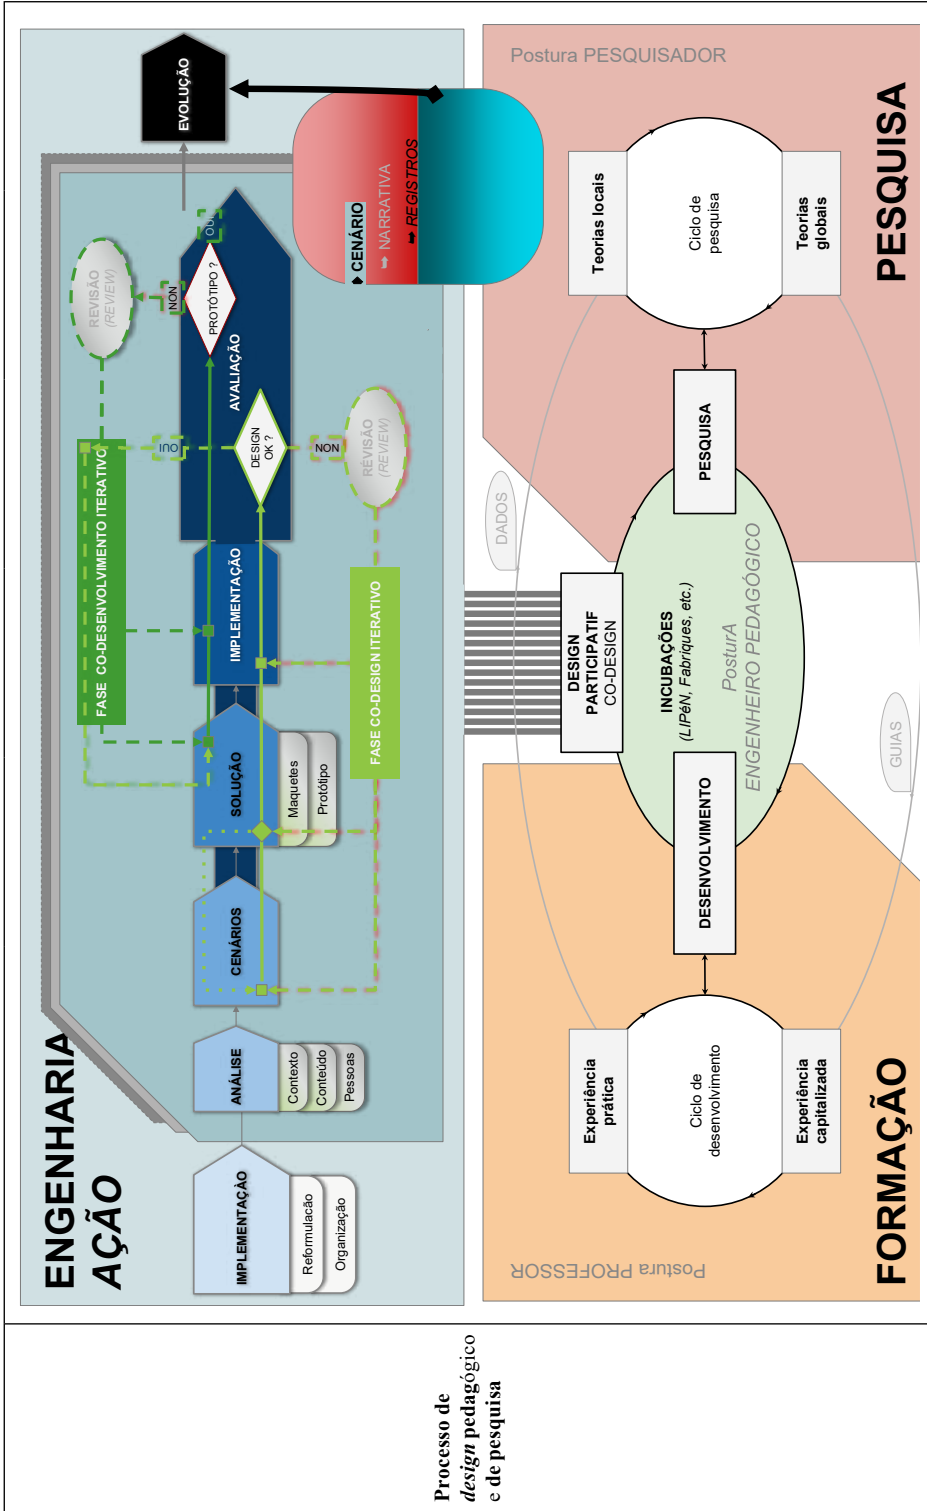 Processo de
design pedagógico
e de pesquisa
ENGENHARIA
AÇÃO
IMPLEMENTAÇÃO
Reformulacão
Organização
ANÁLISE
Contexto
Conteúdo
Pessoas
CENÁRIOS
SOLUÇÃO
Maquetes
Protótipo
IMPLEMENTAÇÃO
AVALIAÇÃO
DESIGN
OK ?
PROTÓTIPO ?
OUI
NON
OUI
NON
FASE CO-DESENVOLVIMENTO ITERATIVO
FASE CO-DESIGN ITERATIVO
REVISÃO
(REVIEW)
RÉVISÃO
(REVIEW)
EVOLUÇÃO
CENÁRIO
➥ NARRATIVA
➥ REGISTROS
Postura PROFESSOR
FORMAÇÃO
Experiência
prática
Ciclo de
desenvolvimento
Experiência
capitalizada
DESENVOLVIMENTO
DESIGN
PARTICIPATIF
CO-DESIGN
INCUBAÇÕES
(LIPéN, Fabriques, etc.)
PosturA
ENGENHEIRO PEDAGÓGICO
DADOS
GUIAS
PESQUISA
Postura PESQUISADOR
Teorias locais
Ciclo de
pesquisa
Teorias
globais
PESQUISA